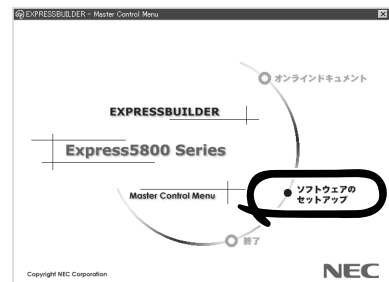 EXPRESSBUILDER - Master Control Menu
オンラインドキュメント
EXPRESSBUILDER
Express5800 Series
ソフトウェアの
セットアップ
Master Control Menu
終了
Copyright NEC Corporation
NEC